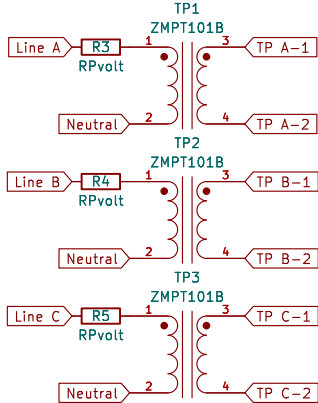 TP1
ZMPT101B
Line A R3 1 3 TP A-1
RPvolt
Neutral 2 4 TP A-2
TP2
ZMPT101B
Line B R4 1 3 TP B-1
RPvolt
Neutral 2 4 TP B-2
TP3
ZMPT101B
Line C R5 1 3 TP C-1
RPvolt
Neutral 2 4 TP C-2